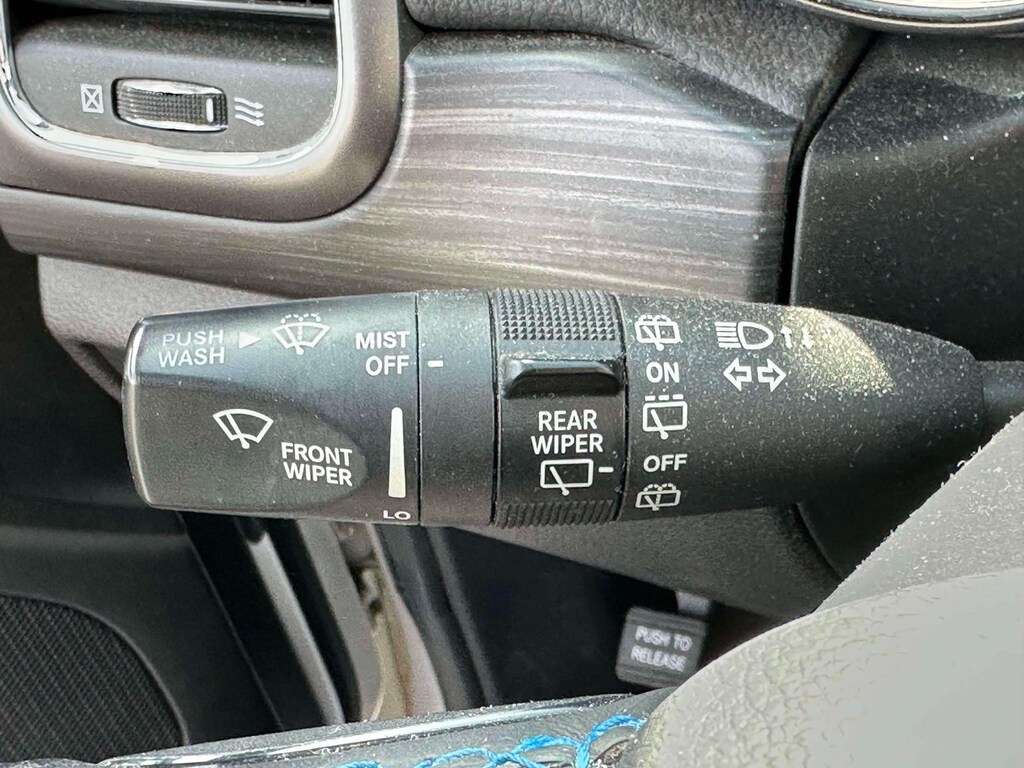 PUSH
WASH
MIST
OFF
FRONT
WIPER
LO
REAR
WIPER
ON
OFF
PUSH TO
RELEASE